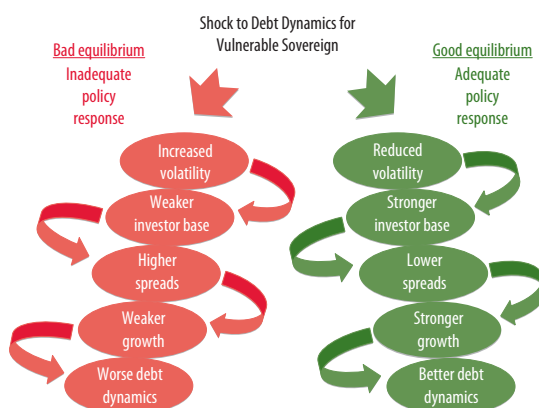 Shock to Debt Dynamics for
Vulnerable Sovereign
Bad equilibrium
Inadequate
policy
response
Good equilibrium
Adequate
policy
response
Increased
volatility
Weaker
investor base
Higher
spreads
Weaker
growth
Worse debt
dynamics
Reduced
volatility
Stronger
investor base
Lower
spreads
Stronger
growth
Better debt
dynamics